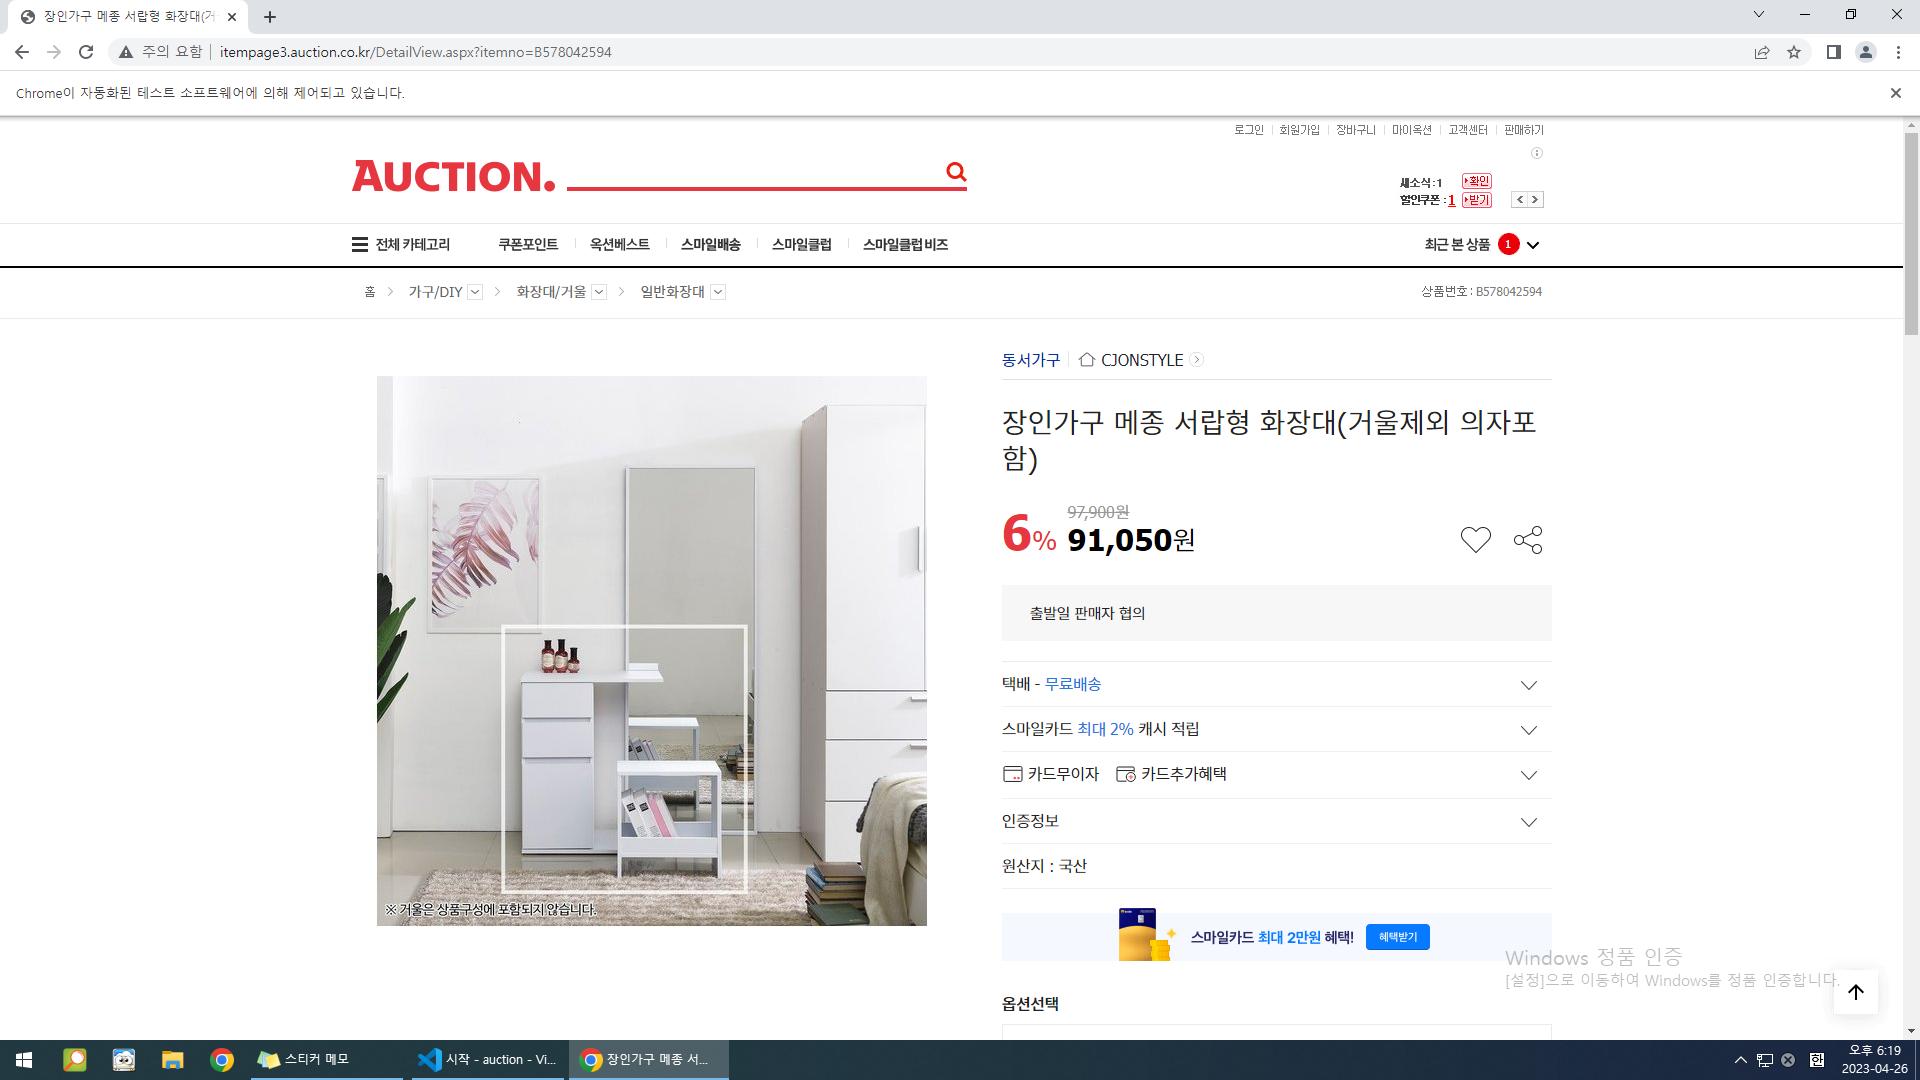 장인가구 메종 서랍형 화장대(거
주의 요함
itempage3.auction.co.kr/DetailView.aspx?itemno=B578042594
Chrome이 자동화된 테스트 소프트웨어에 의해 제어되고 있습니다.
로그인 회원가입 장바구니 마이옥션 고객센터 판매하기
AUCTION.
새소식:1 확인
할인쿠폰:1 받기
전체 카테고리 쿠폰포인트 옥션베스트 스마일배송 스마일클럽 스마일클럽 비즈 최근 본 상품 1
홈 가구/DIY 화장대/거울 일반화장대 상품번호 : B578042594
동서가구 CJONSTYLE
장인가구 메종 서랍형 화장대(거울제외 의자포
함)
97,900원
6% 91,050원
출발일 판매자 협의
택배 - 무료배송
스마일카드 최대 2% 캐시 적립
카드무이자 카드추가혜택
인증정보
원산지 : 국산
※ 거울은 상품구성에 포함되지 않습니다.
스마일카드 최대 2만원 혜택! 혜택받기
Windows 정품 인증
[설정]으로 이동하여 Windows를 정품 인증합니다.
옵션선택
스티커 메모
시작 - auction - Vi...
장인가구 메종 서...
한
오후 6:19
2023-04-26